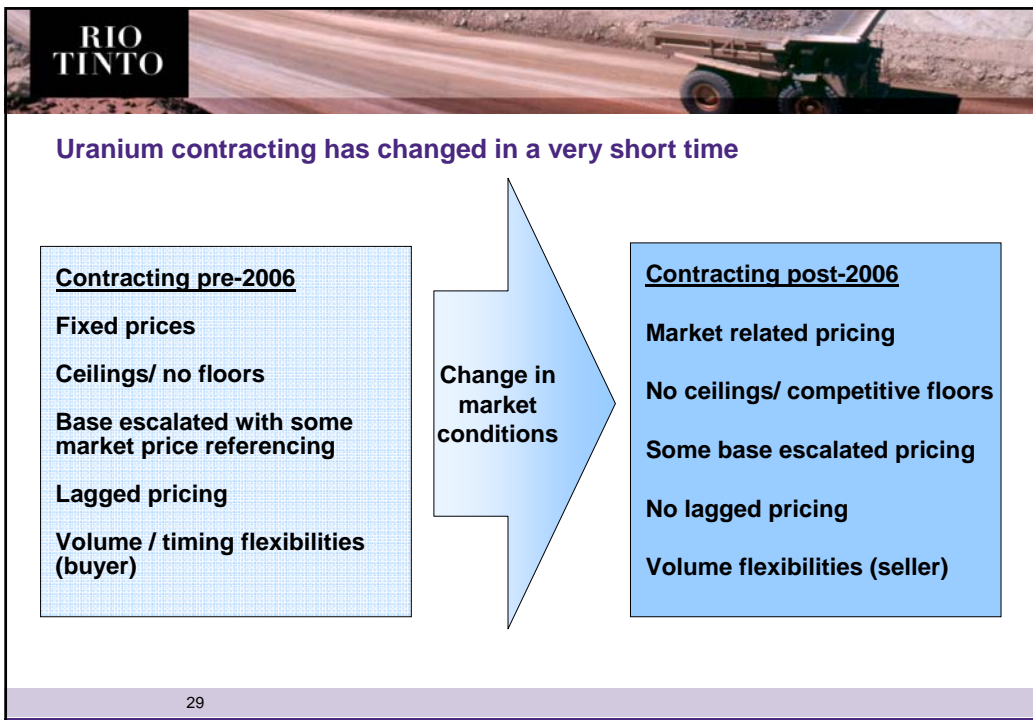 RIO
TINTO
Uranium contracting has changed in a very short time
Contracting pre-2006
Fixed prices
Ceilings/ no floors
Base escalated with some
market price referencing
Lagged pricing
Volume / timing flexibilities
(buyer)
Change in
market
conditions
Contracting post-2006
Market related pricing
No ceilings/ competitive floors
Some base escalated pricing
No lagged pricing
Volume flexibilities (seller)
29